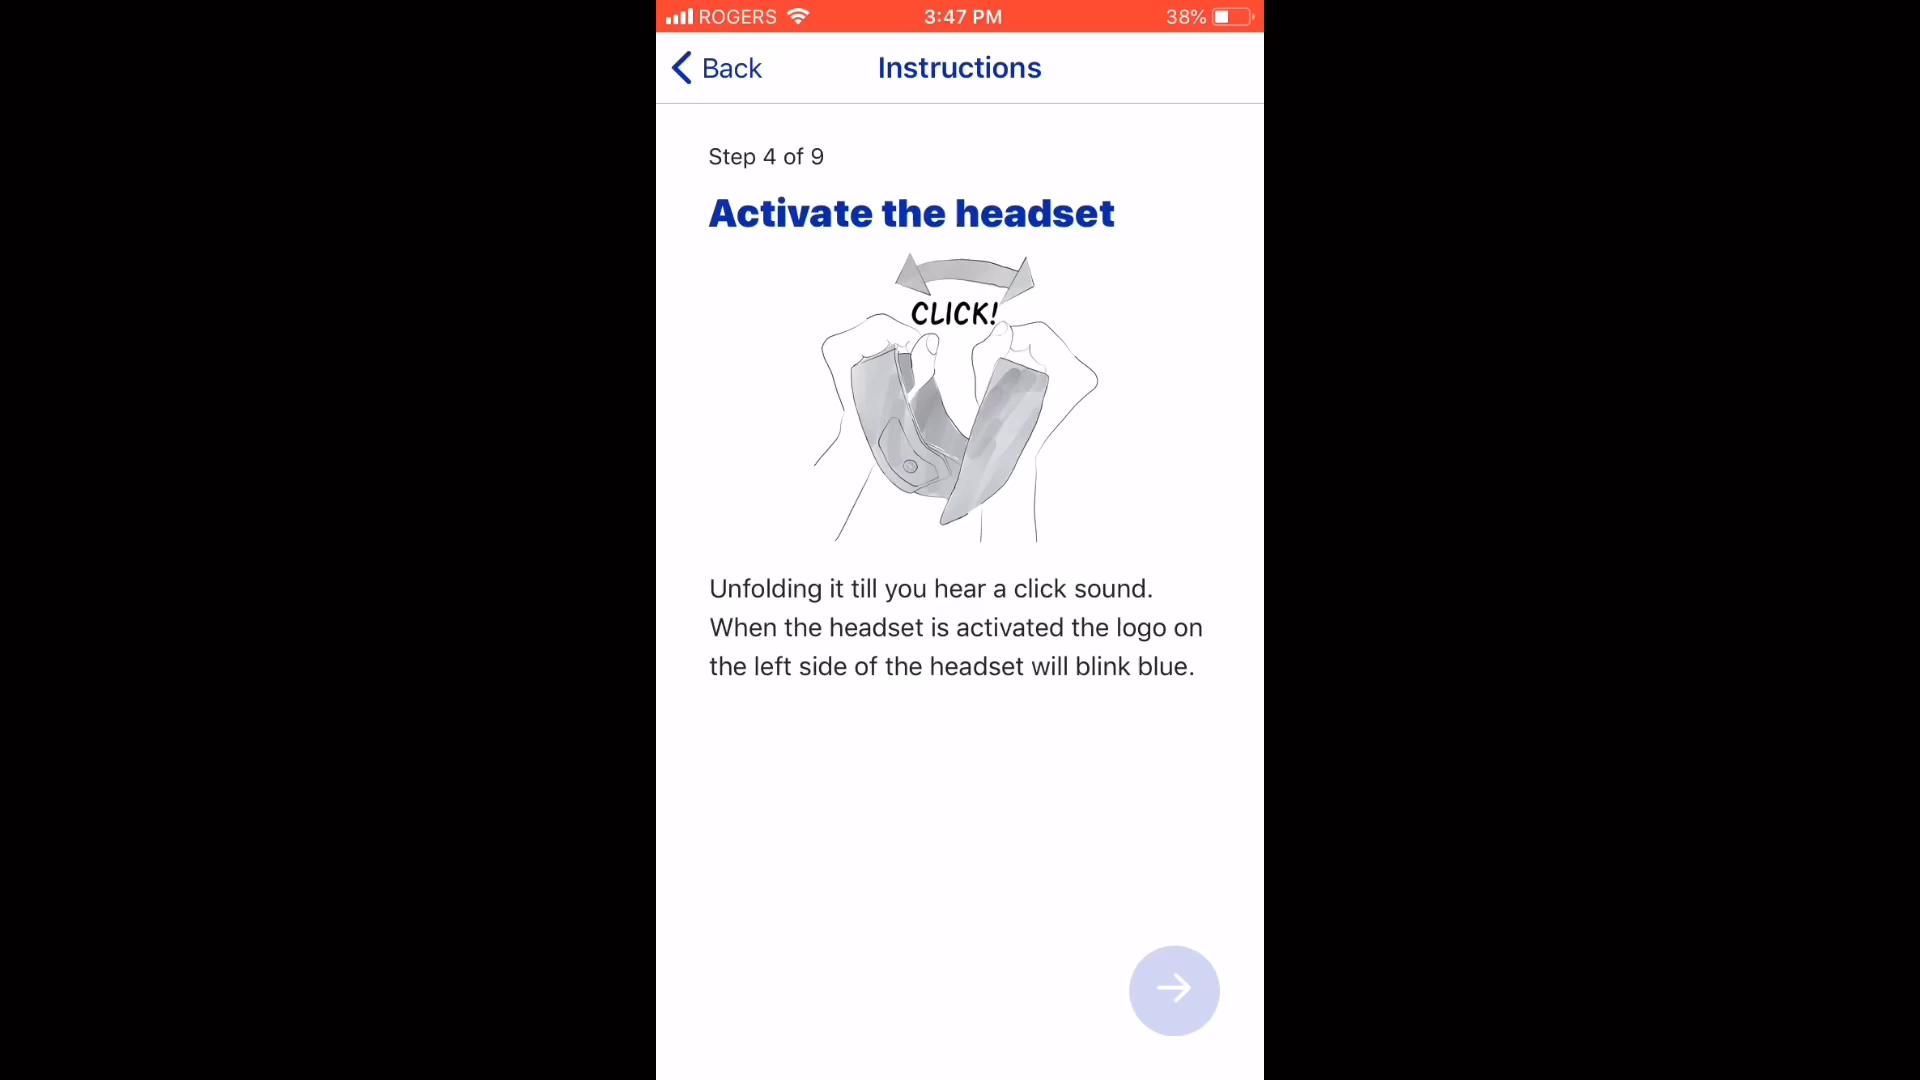 ROGERS 3:47 PM 38%
Back Instructions
Step 4 of 9
Activate the headset
CLICK!
Unfolding it till you hear a click sound.
When the headset is activated the logo on
the left side of the headset will blink blue.